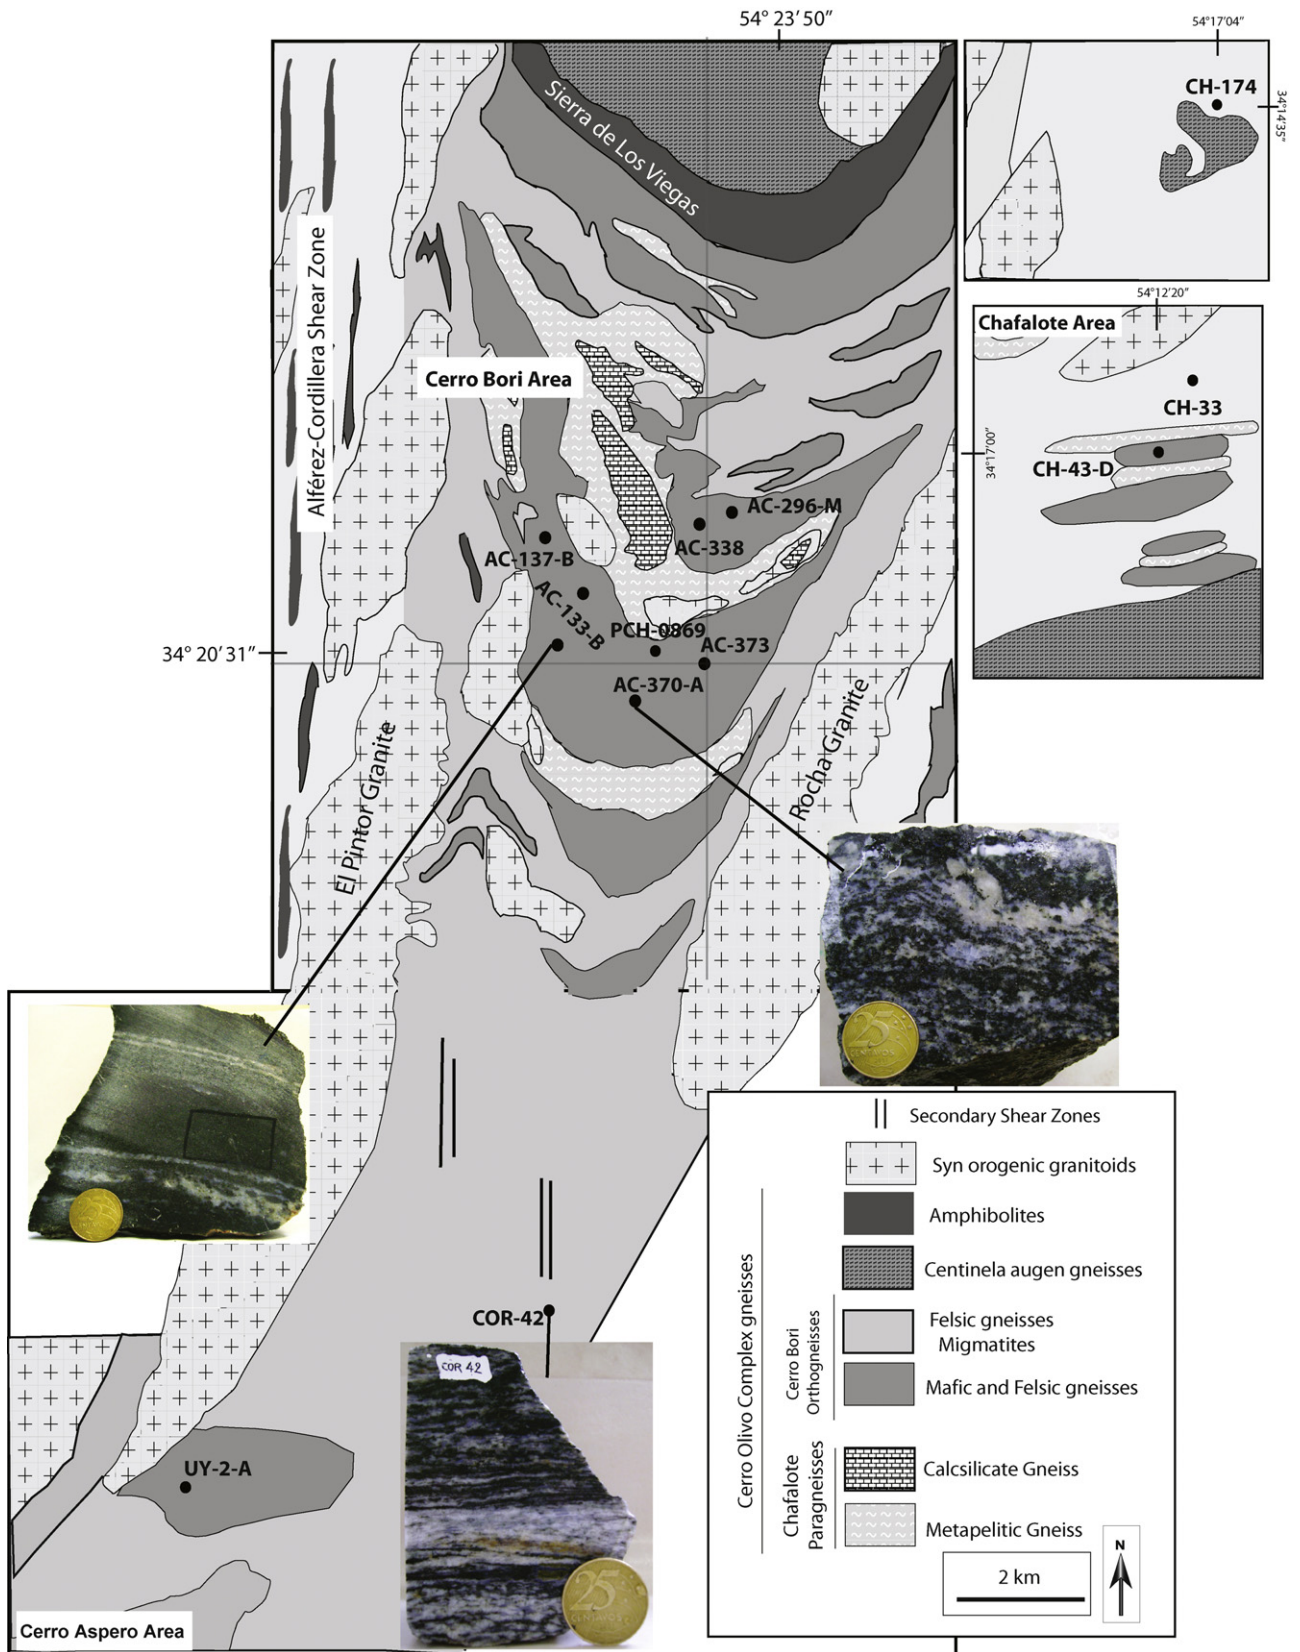 54° 23′ 50″
54°17′04″
CH-174
34°14′35″
Sierra de Los Viegas
Alférez-Cordillera Shear Zone
Cerro Bori Area
54°12′20″
Chafalote Area
CH-33
34°17′00″
CH-43-D
AC-296-M
AC-338
AC-137-B
AC-133-B
PCH-0869
AC-373
34° 20′ 31″
AC-370-A
El Pintor Granite
Rocha Granite
25
CENTAVOS
COR-42
COR 42
25
CENTAVOS
UY-2-A
Cerro Aspero Area
Secondary Shear Zones
Syn orogenic granitoids
Amphibolites
Centinela augen gneisses
Felsic gneisses
Migmatites
Mafic and Felsic gneisses
Calcsilicate Gneiss
Metapelitic Gneiss
Cerro Olivo Complex gneisses
Cerro Bori
Orthogneisses
Chafalote
Paragneisses
2 km
N